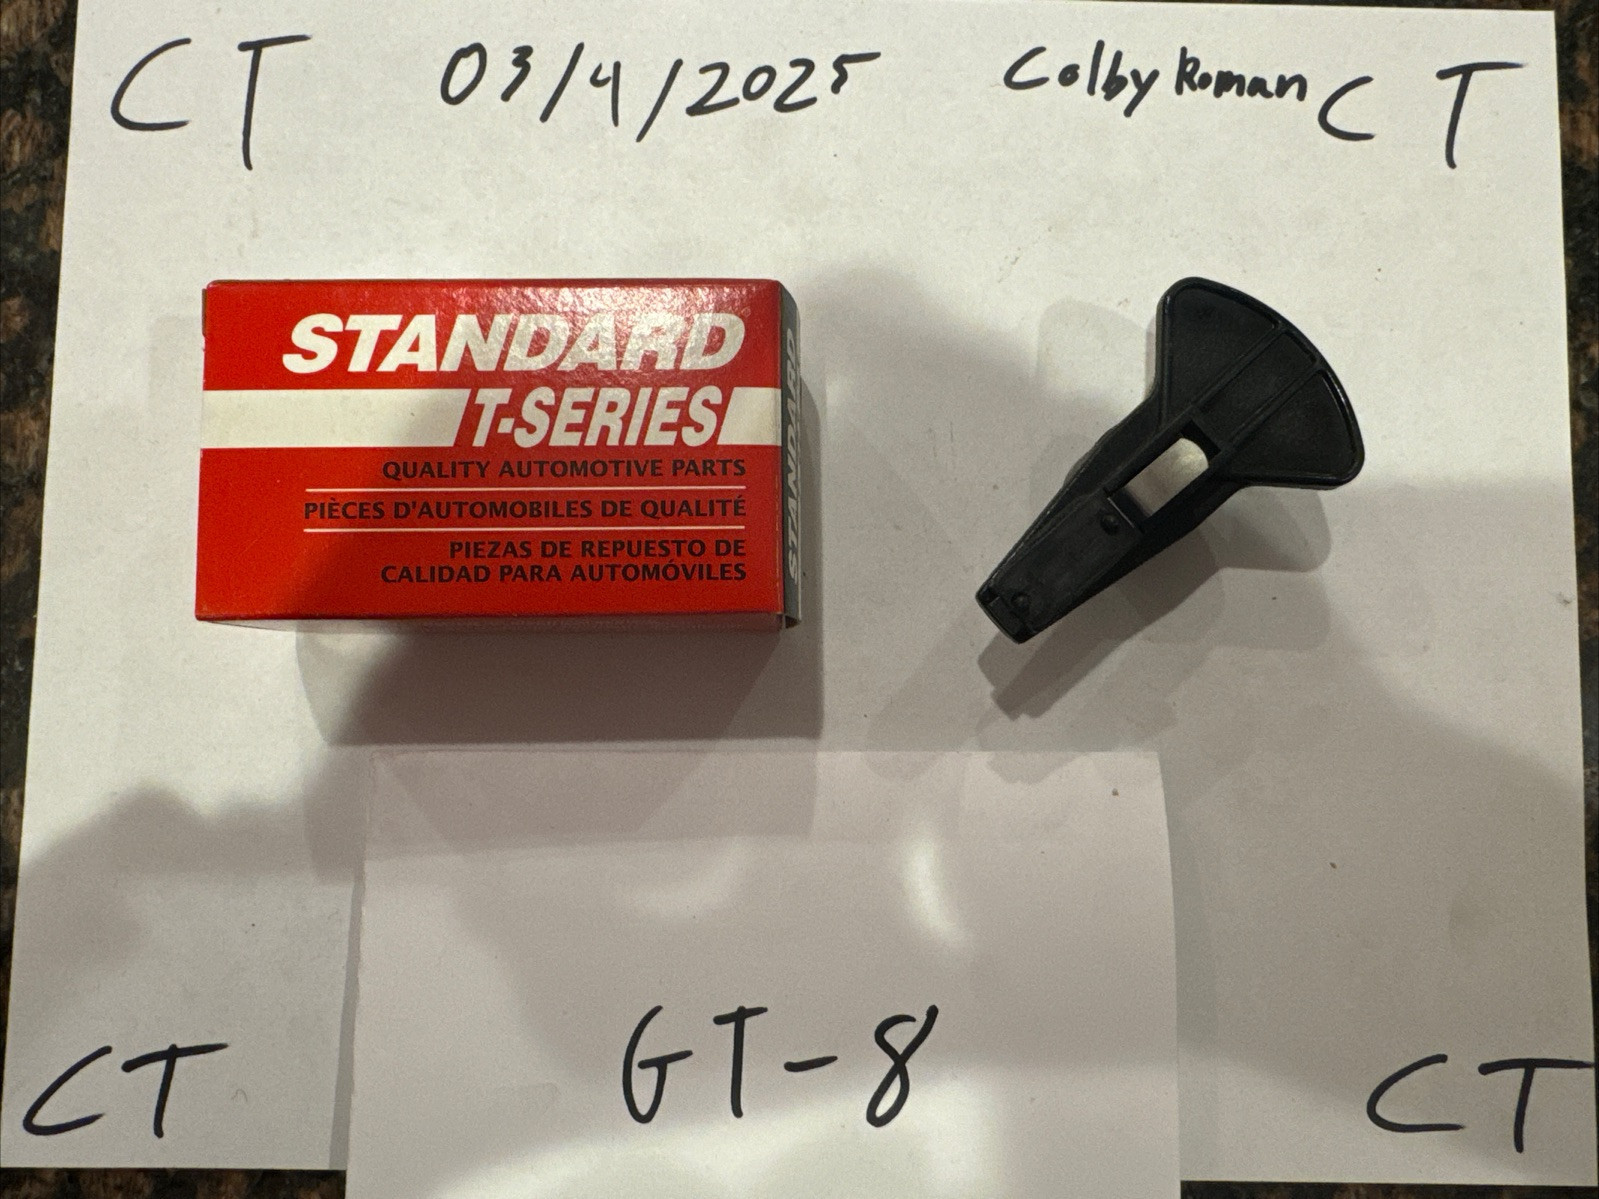 CT 03/4/2025 Colby Roman CT
STANDARD
T-SERIES
QUALITY AUTOMOTIVE PARTS
PIÈCES D'AUTOMOBILES DE QUALITÉ
PIEZAS DE REPUESTO DE
CALIDAD PARA AUTOMÓVILES
STANDARD
GT-8
CT CT